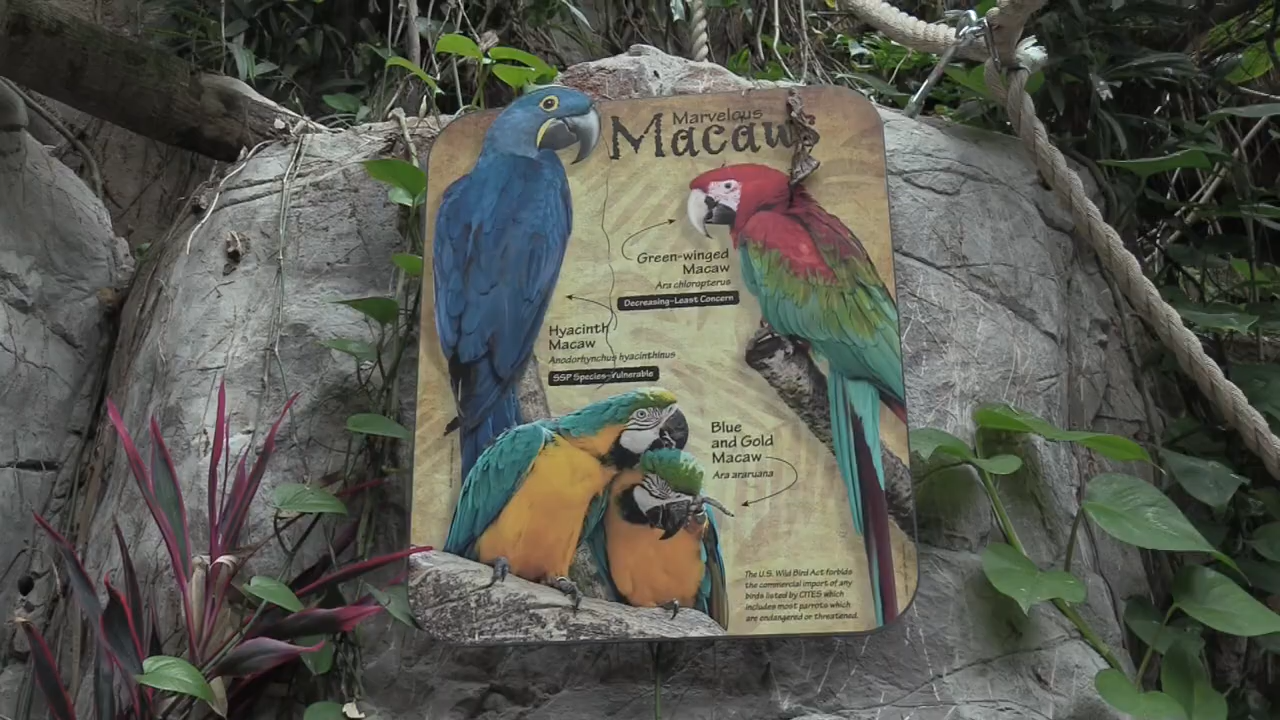 Marvelous
Macaws
Green-winged
Macaw
Ara chloropterus
Decreasing-Least Concern
Hyacinth
Macaw
Anodorhynchus hyacinthinus
SSP Species-Vulnerable
Blue
and Gold
Macaw
Ara ararauna
The U.S. Wild Bird Act forbids
the commercial import of any
birds listed by CITES which
includes most parrots which
are endangered or threatened.